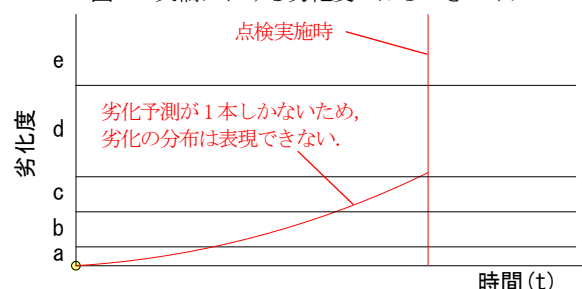 点検実施時
e
劣化予測が1本しかないため,
劣化の分布は表現できない.
d
劣化度
c
b
a
時間(t)